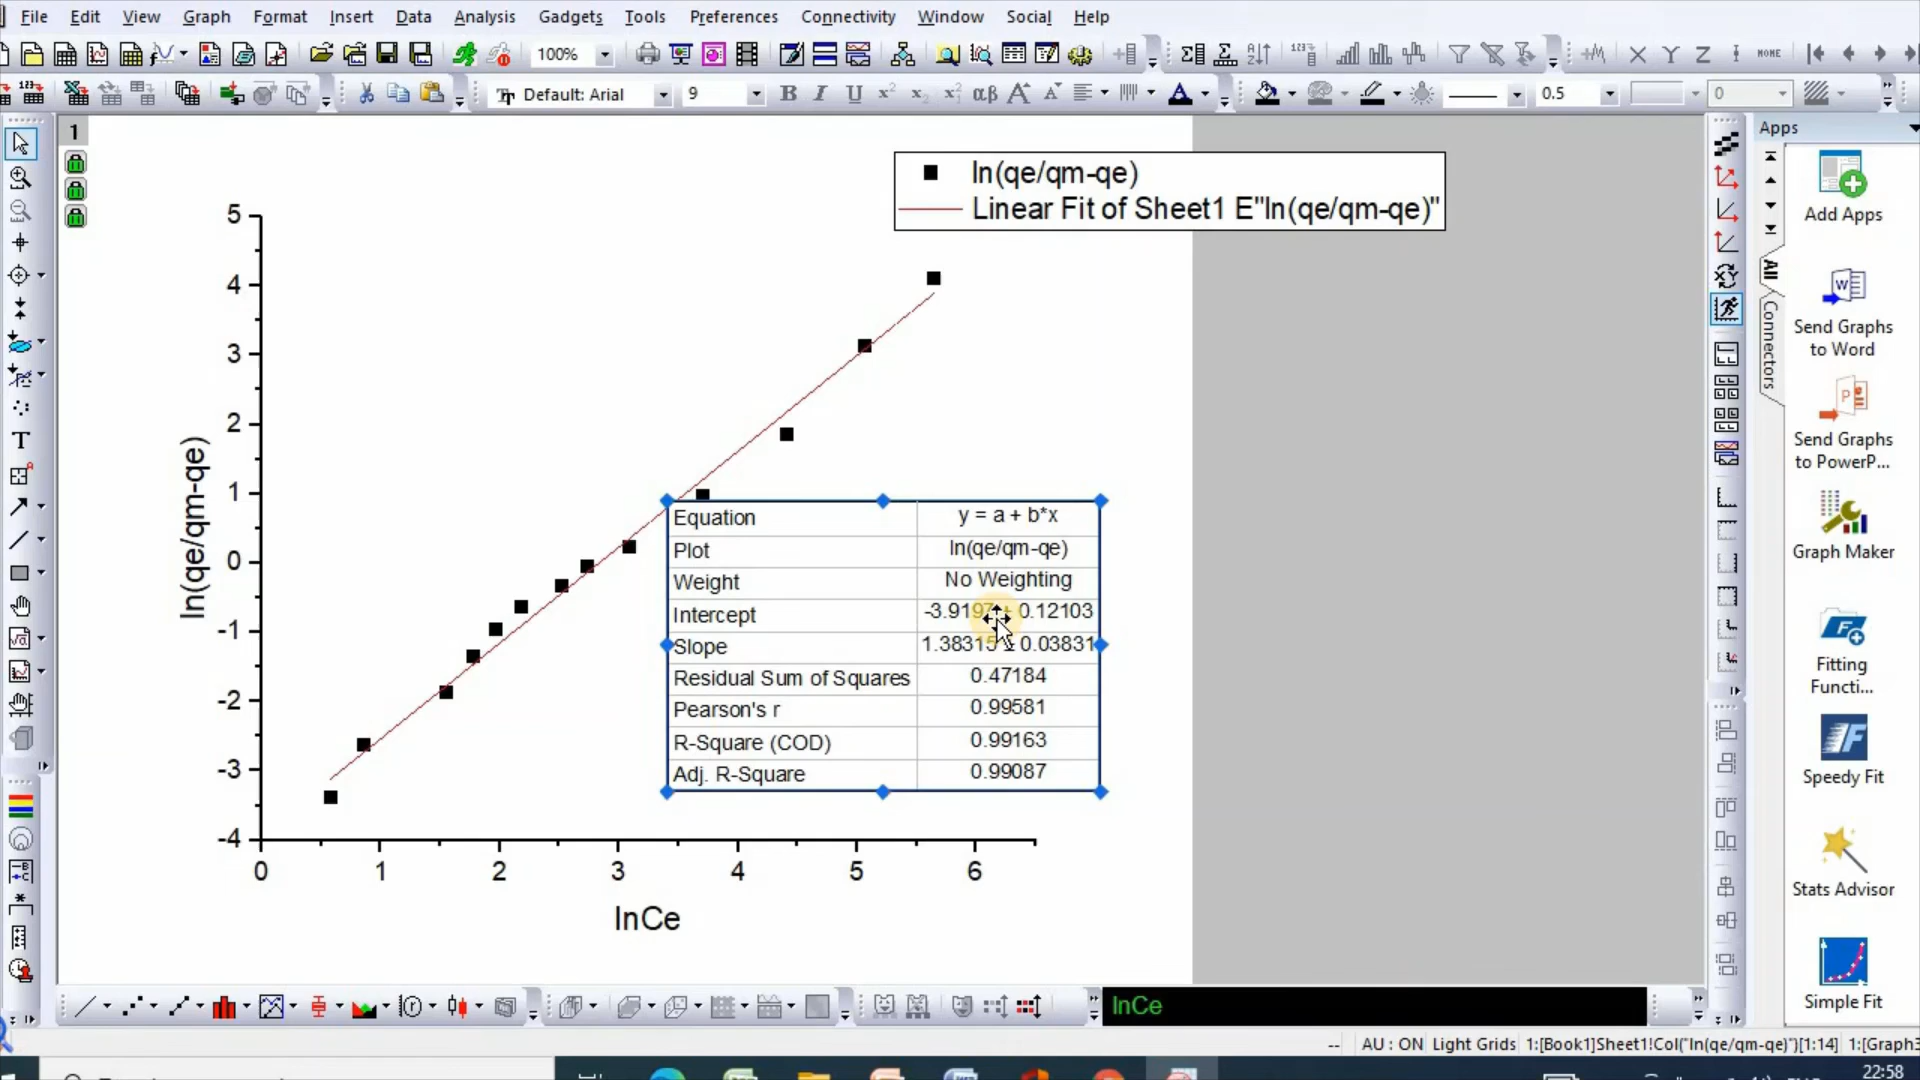 File Edit View Graph Format Insert Data Analysis Gadgets Tools Preferences Connectivity Window Social Help
100% HOME
Default: Arial 9 B I U 0.5 0
Apps
1
ln(qe/qm-qe)
Linear Fit of Sheet1 E"ln(qe/qm-qe)"
Add Apps
All
Connectors
Send Graphs
to Word
Send Graphs
to PowerP...
Graph Maker
Fitting
Functi...
Speedy Fit
Stats Advisor
Simple Fit
5
4
3
2
1
0
-1
-2
-3
-4
ln(qe/qm-qe)
Equation y = a + b*x
Plot ln(qe/qm-qe)
Weight No Weighting
Intercept 0.12103
Slope 0.03831
Residual Sum of Squares 0.47184
Pearson's r 0.99581
R-Square (COD) 0.99163
Adj. R-Square 0.99087
0 1 2 3 4 5 6
lnCe
lnCe
-- AU : ON Light Grids 1:[Book1]Sheet1!Col("ln(qe/qm-qe)")[1:14] 1:[Graph3
22:58